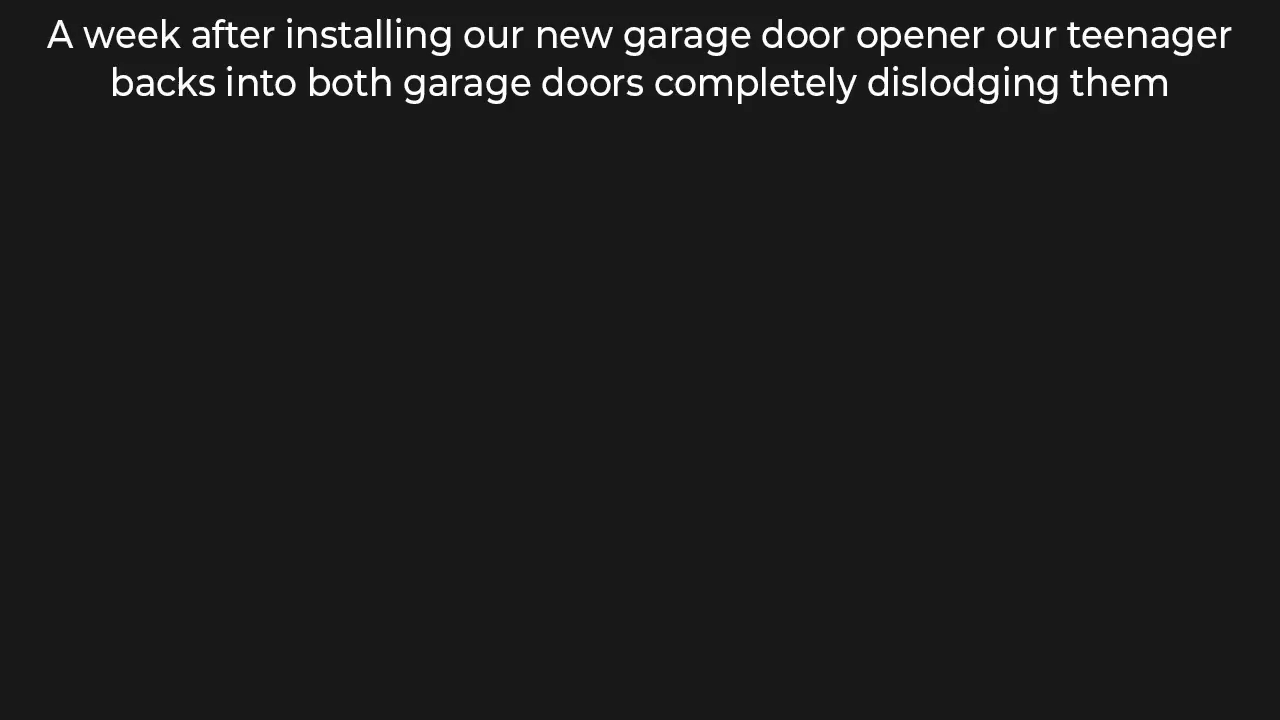 A week after installing our new garage door opener our teenager
backs into both garage doors completely dislodging them